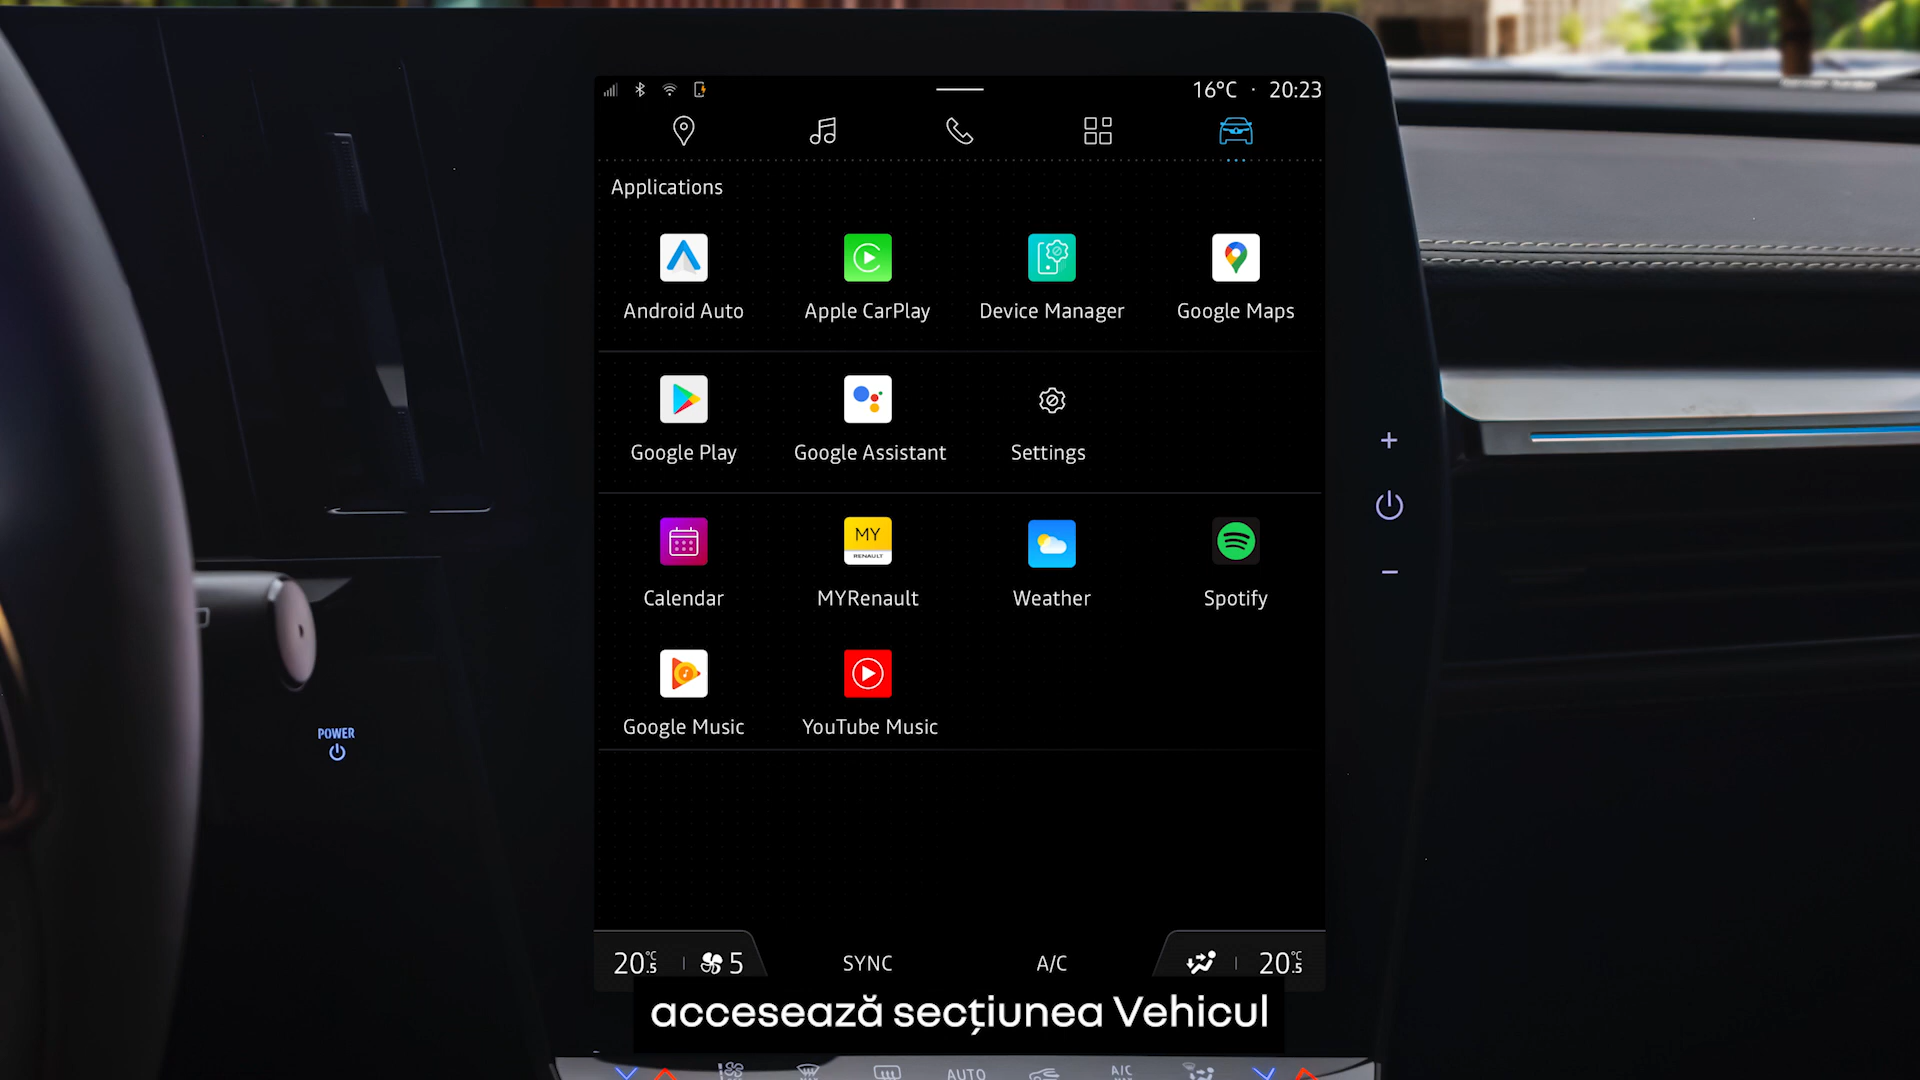 16°C · 20:23
Applications
Android Auto
Apple CarPlay
Device Manager
Google Maps
Google Play
Google Assistant
Settings
MY
RENAULT
Calendar
MYRenault
Weather
Spotify
Google Music
YouTube Music
POWER
20.5°C
5
SYNC
A/C
20.5°C
accesează secțiunea Vehicul
AUTO
A/C